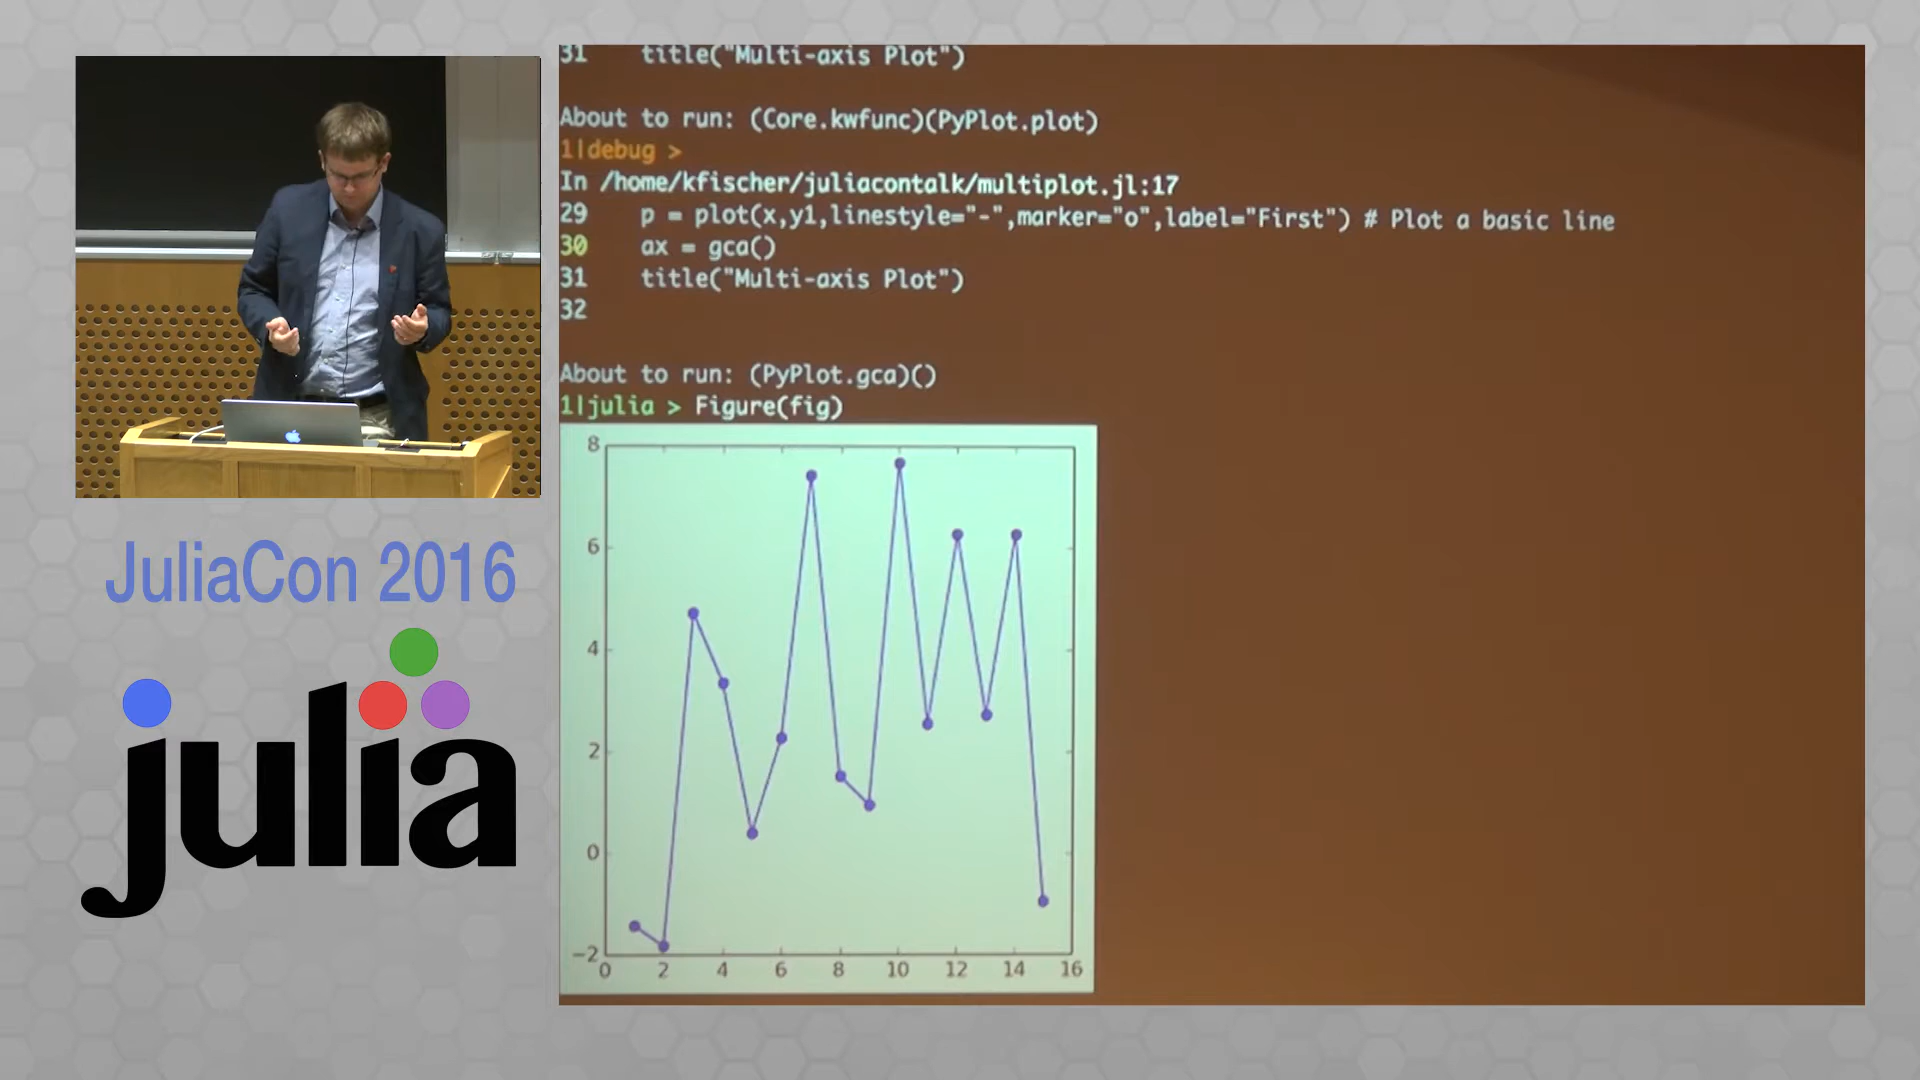 31 title("Multi-axis Plot")
About to run: (Core.kwfunc)(PyPlot.plot)
1|debug >
In /home/kfischer/juliacontalk/multiplot.jl:17
29 p = plot(x,y1,linestyle="-",marker="o",label="First") # Plot a basic line
30 ax = gca()
31 title("Multi-axis Plot")
32
About to run: (PyPlot.gca)()
1|julia > Figure(fig)
8
6
4
2
0
-2
0 2 4 6 8 10 12 14 16
JuliaCon 2016
julia